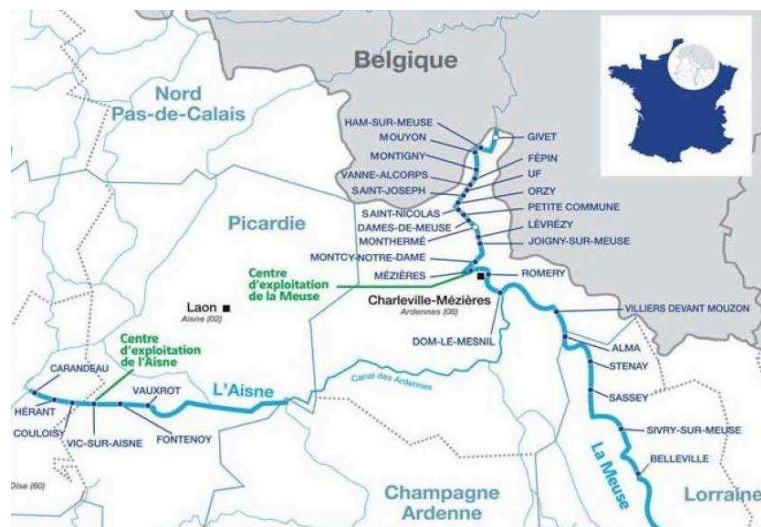 Belgique
Nord
Pas-de-Calais
HAM-SUR-MEUSE
MOUYON
MONTIGNY
VANNE-ALCORPS
SAINT-JOSEPH
SAINT-NICOLAS
DAMES-DE-MEUSE
MONTHERMÉ
MONTCY-NOTRE-DAME
MÉZIÈRES
GIVET
FÉPIN
UF
ORZY
PETITE COMMUNE
LÉVRÉZY
JOIGNY-SUR-MEUSE
ROMERY
Picardie
Centre
d'exploitation
de la Meuse
Charleville-Mézières
Ardennes (08)
Laon
Aisne (02)
VILLIERS DEVANT MOUZON
DOM-LE-MESNIL
ALMA
STENAY
SASSEY
SIVRY-SUR-MEUSE
BELLEVILLE
Centre
d'exploitation
de l'Aisne
CARANDEAU
VAUXROT
L'Aisne
Canal des Ardennes
HÉRANT
COULOISY
VIC-SUR-AISNE
FONTENOY
La Meuse
Oise (60)
Champagne
Ardenne
Lorraine